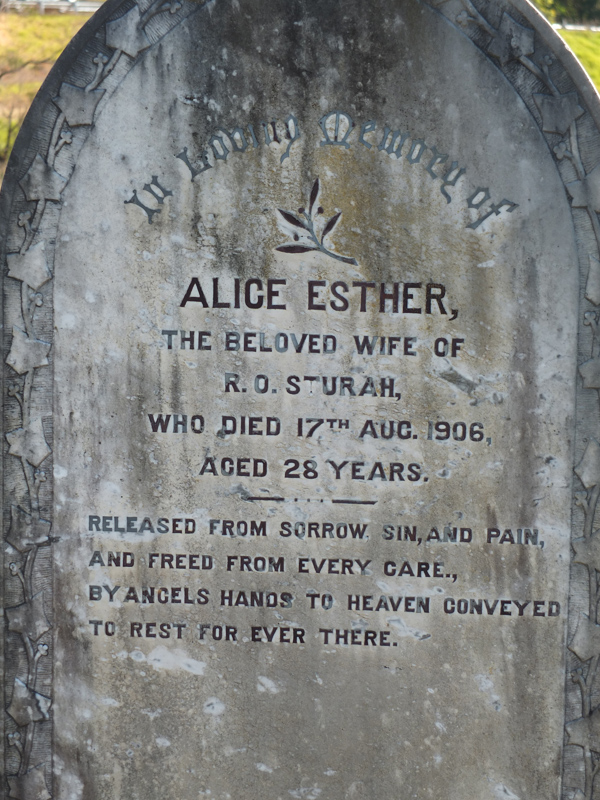 In Loving Memory of
ALICE ESTHER,
THE BELOVED WIFE OF
R. O. STURAH,
WHO DIED 17TH AUG. 1906,
AGED 28 YEARS.
RELEASED FROM SORROW, SIN, AND PAIN,
AND FREED FROM EVERY CARE.,
BY ANGELS HANDS TO HEAVEN CONVEYED
TO REST FOR EVER THERE.